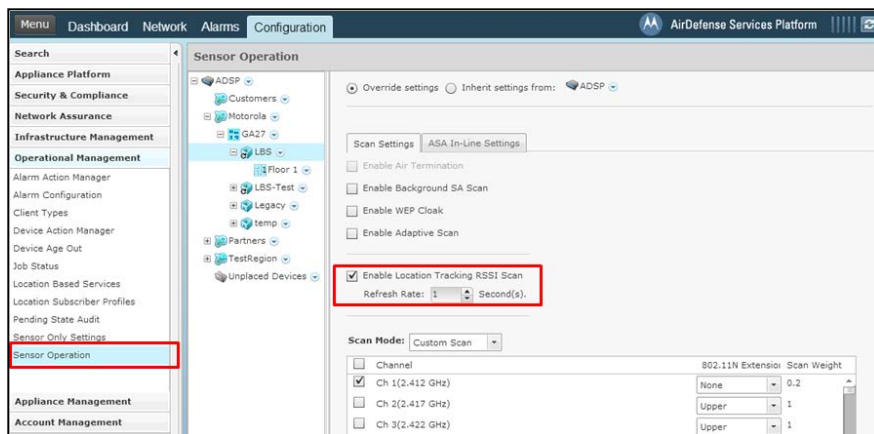 Menu Dashboard Network Alarms Configuration AirDefense Services Platform
Search
Appliance Platform
Security & Compliance
Network Assurance
Infrastructure Management
Operational Management
Alarm Action Manager
Alarm Configuration
Client Types
Device Action Manager
Device Age Out
Job Status
Location Based Services
Location Subscriber Profiles
Pending State Audit
Sensor Only Settings
Sensor Operation
Appliance Management
Account Management
Sensor Operation
ADSP
Customers
Motorola
GA27
LBS
Floor 1
LBS-Test
Legacy
temp
Partners
TestRegion
Unplaced Devices
Override settings Inherit settings from: ADSP
Scan Settings ASA In-Line Settings
Enable Air Termination
Enable Background SA Scan
Enable WEP Cloak
Enable Adaptive Scan
Enable Location Tracking RSSI Scan
Refresh Rate: 1 Second(s).
Scan Mode: Custom Scan
Channel 802.11N Extensio Scan Weight
Ch 1(2.412 GHz) None 0.2
Ch 2(2.417 GHz) Upper 1
Ch 3(2.422 GHz) Upper 1